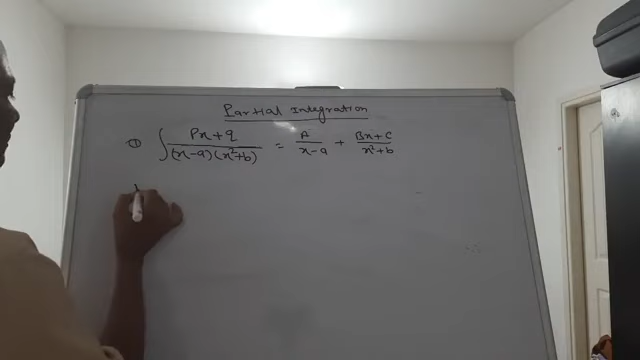 Partial Integration
① ∫ Px+q / (x-a)(x²+b) = A / x-a + Bx+C / x²+b